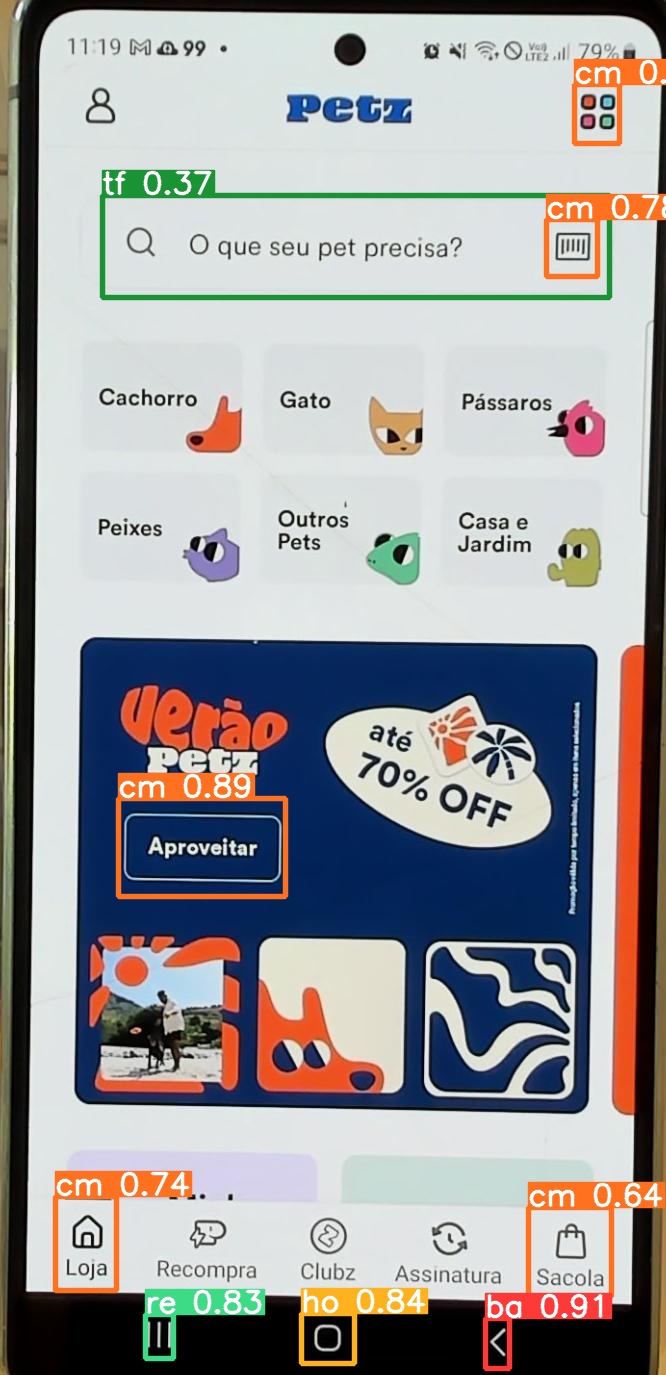 11:19 99 79%
cm 0.
petz
tf 0.37
cm 0.78
O que seu pet precisa?
Cachorro
Gato
Pássaros
Peixes
Outros
Pets
Casa e
Jardim
verão
petz
até
70% OFF
cm 0.89
Aproveitar
cm 0.74
cm 0.64
Loja
Recompra
Clubz
Assinatura
Sacola
re 0.83
ho 0.84
ba 0.91